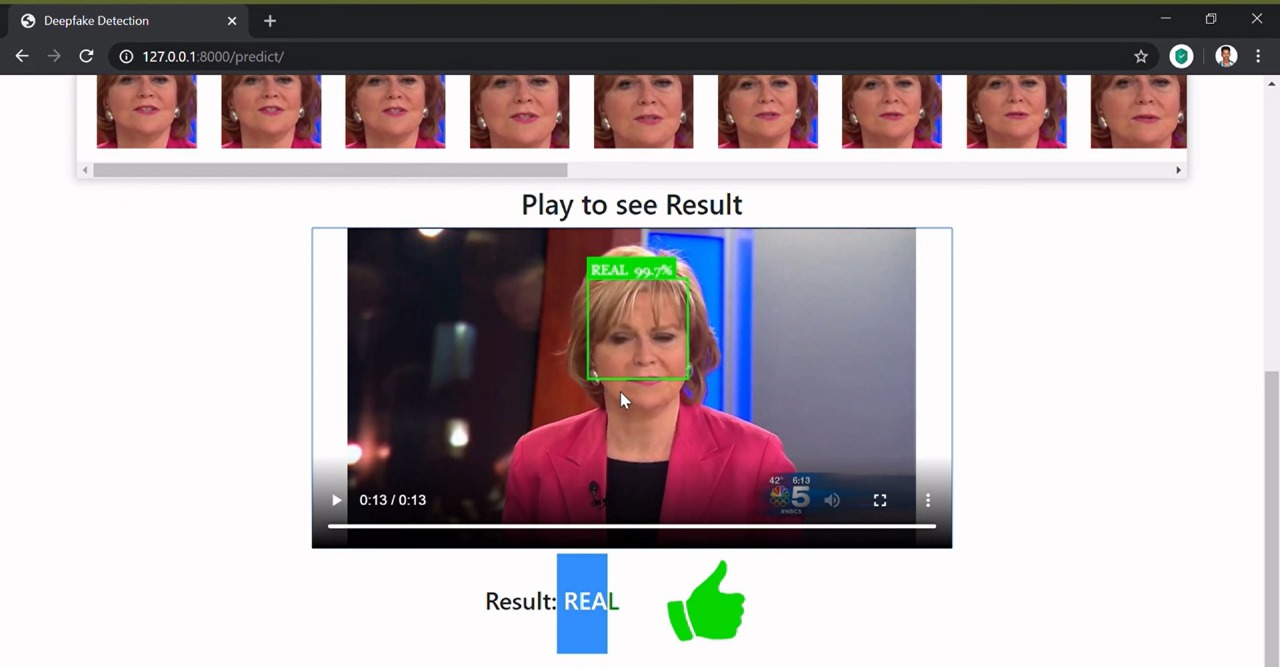 Deepfake Detection
127.0.0.1:8000/predict/
Play to see Result
REAL 99.7%
42° 6:13
5
#NBC5
0:13 / 0:13
Result: REAL